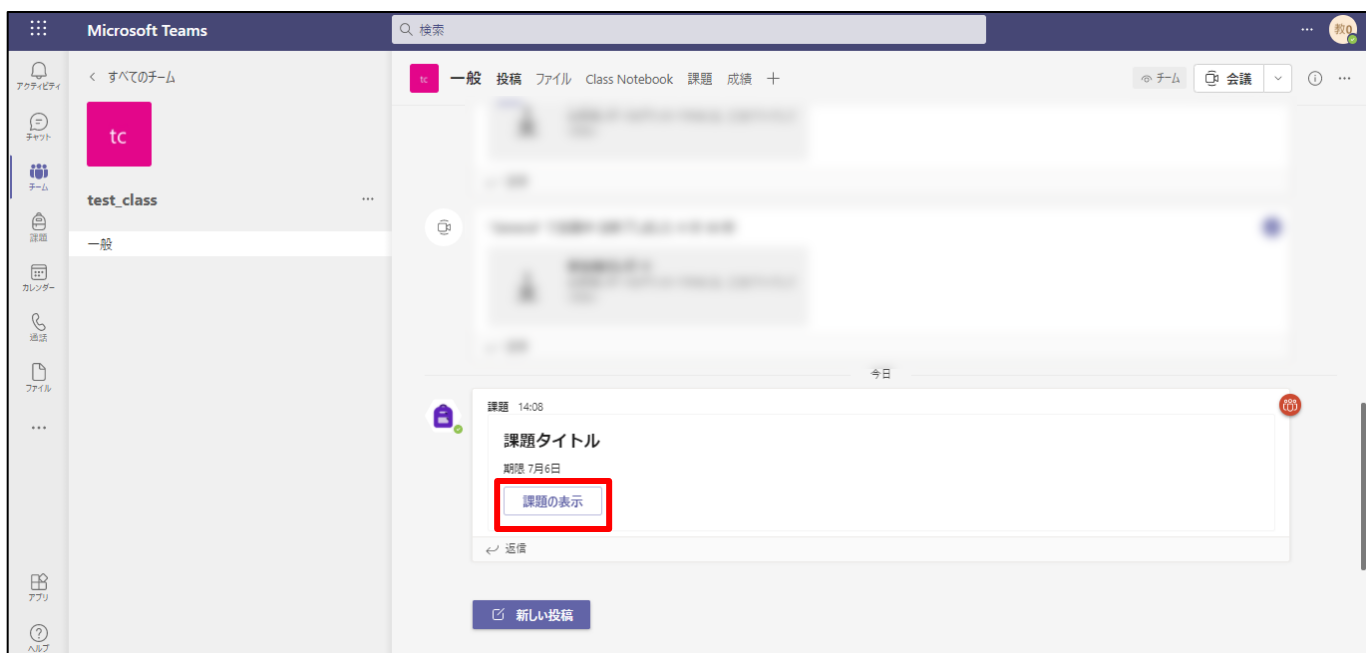 Microsoft Teams
検索
教0
アクティビティ
チャット
チーム
課題
カレンダー
通話
ファイル
アプリ
ヘルプ
すべてのチーム
tc
test_class
一般
tc 一般 投稿 ファイル Class Notebook 課題 成績
チーム 会議
今日
課題 14:08
課題タイトル
期限 7月6日
課題の表示
返信
新しい投稿